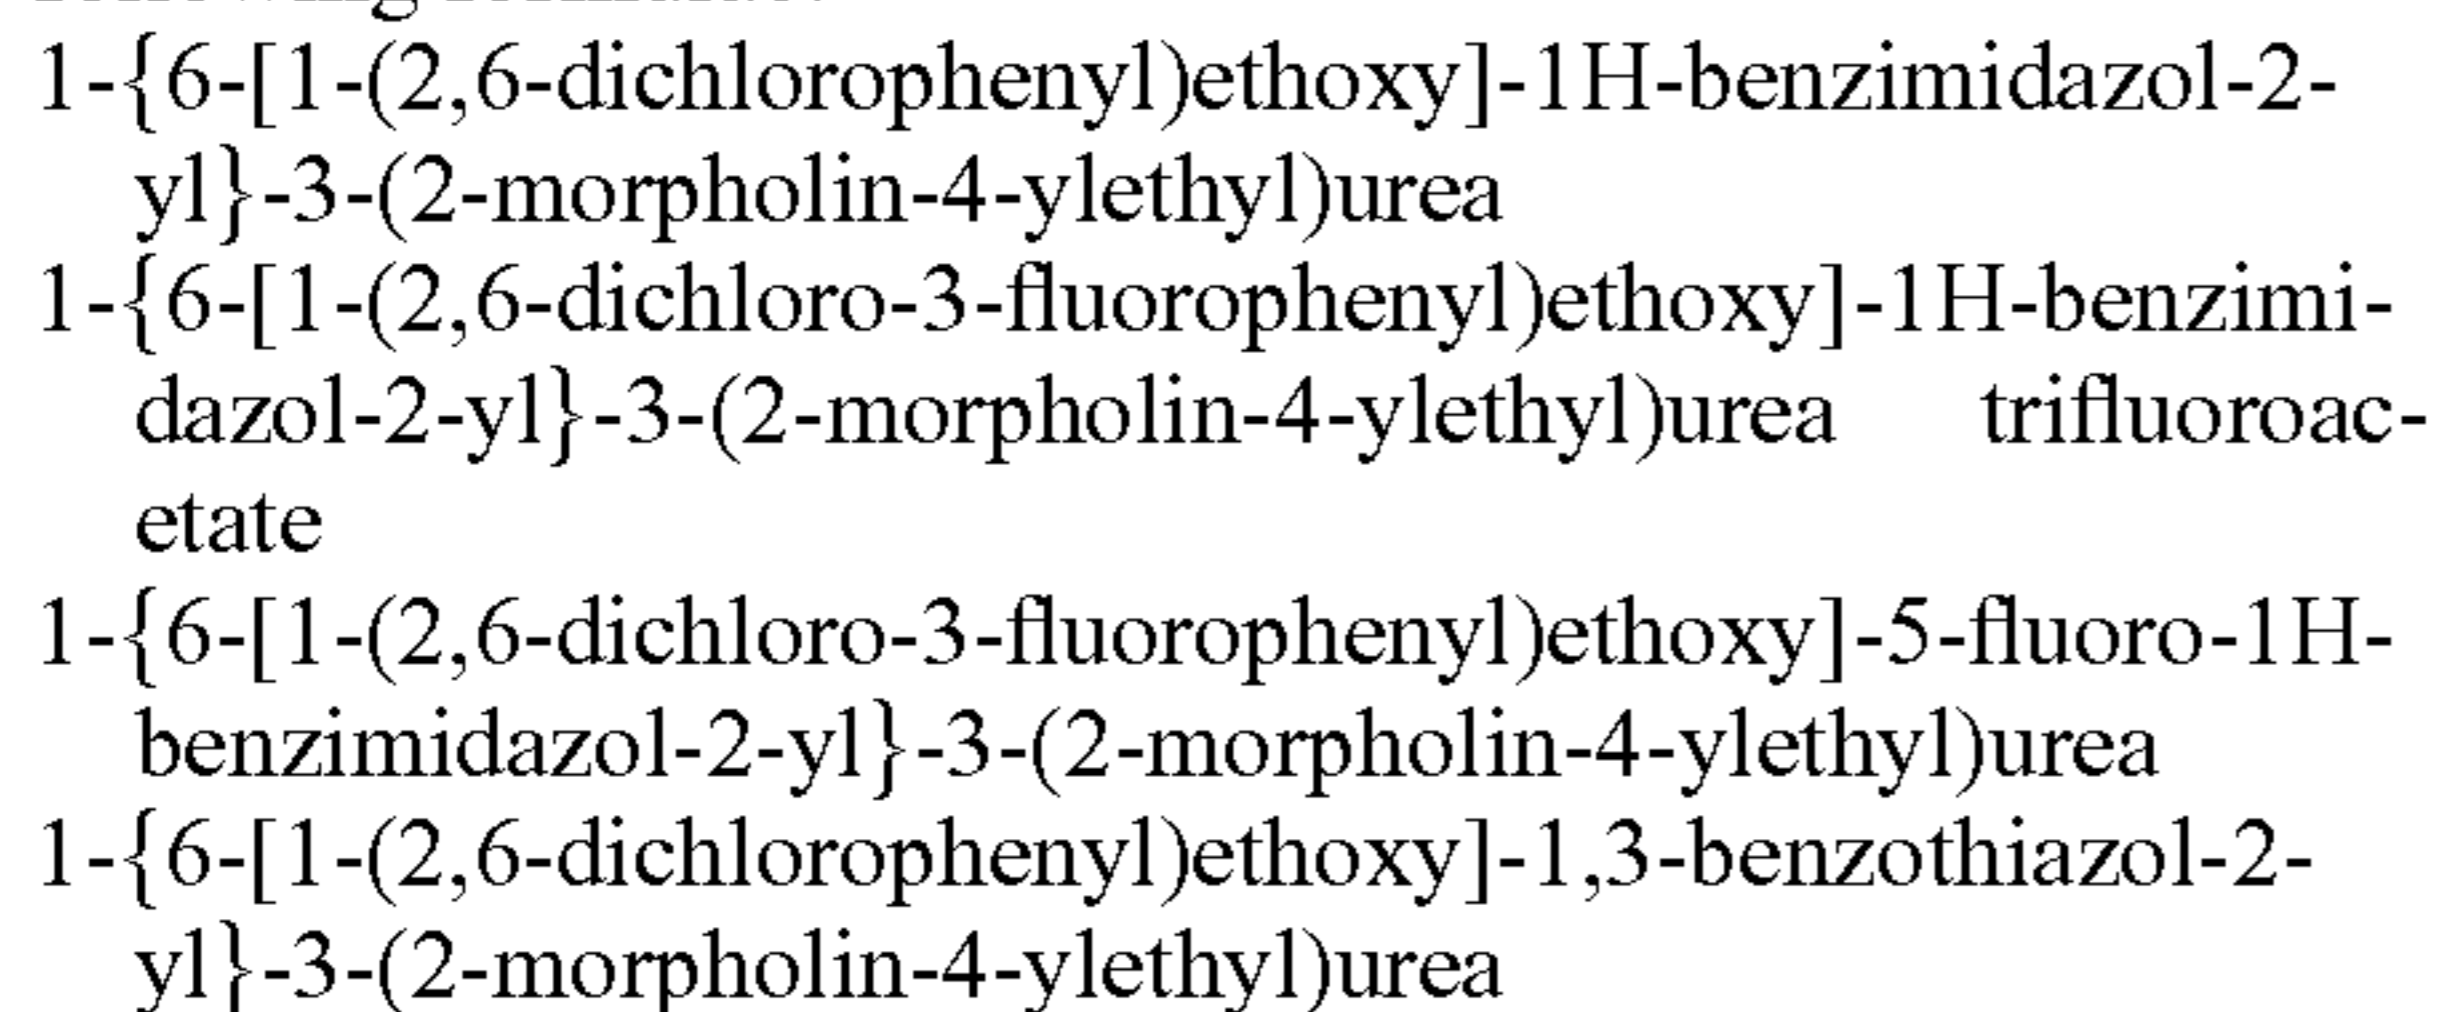 1-{6-[1-(2,6-dichlorophenyl)ethoxy]-1H-benzimidazol-2-
yl}-3-(2-morpholin-4-ylethyl)urea
1-{6-[1-(2,6-dichloro-3-fluorophenyl)ethoxy]-1H-benzimi-
dazol-2-yl}-3-(2-morpholin-4-ylethyl)urea trifluoroac-
etate
1-{6-[1-(2,6-dichloro-3-fluorophenyl)ethoxy]-5-fluoro-1H-
benzimidazol-2-yl}-3-(2-morpholin-4-ylethyl)urea
1-{6-[1-(2,6-dichlorophenyl)ethoxy]-1,3-benzothiazol-2-
yl}-3-(2-morpholin-4-ylethyl)urea